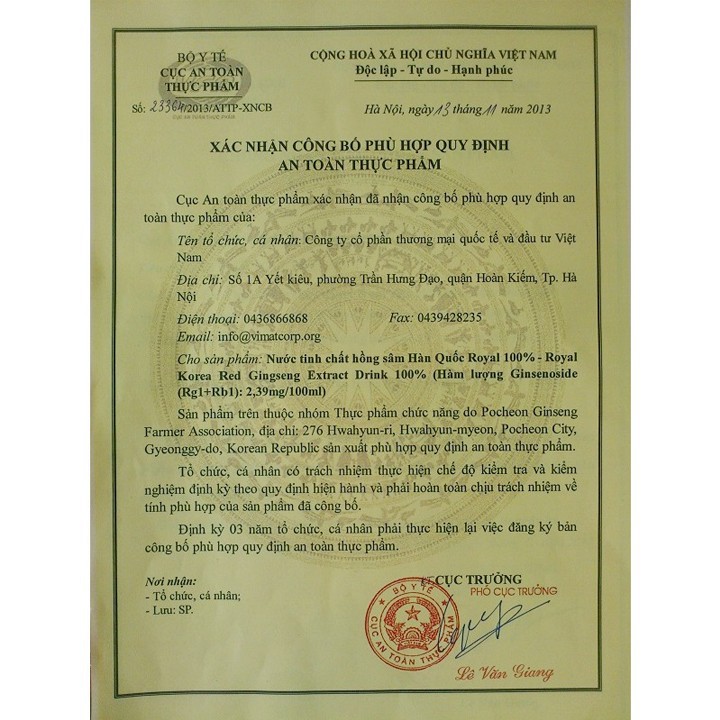 BỘ Y TẾ
CỤC AN TOÀN
THỰC PHẨM
Số: 23364/2013/ATTP-XNCB
CỤC AN TOÀN THỰC PHẨM
CỘNG HOÀ XÃ HỘI CHỦ NGHĨA VIỆT NAM
Độc lập - Tự do - Hạnh phúc
Hà Nội, ngày 13 tháng 11 năm 2013
XÁC NHẬN CÔNG BỐ PHÙ HỢP QUY ĐỊNH
AN TOÀN THỰC PHẨM
Cục An toàn thực phẩm xác nhận đã nhận công bố phù hợp quy định an
toàn thực phẩm của:
Tên tổ chức, cá nhân: Công ty cổ phần thương mại quốc tế và đầu tư Việt
Nam
Địa chỉ: Số 1A Yết kiêu, phường Trần Hưng Đạo, quận Hoàn Kiếm, Tp. Hà
Nội
Điện thoại: 0436866868 Fax: 0439428235
Email: info@vimatcorp.org
Cho sản phẩm: Nước tinh chất hồng sâm Hàn Quốc Royal 100% - Royal
Korea Red Gingseng Extract Drink 100% (Hàm lượng Ginsenoside
(Rg1+Rb1): 2,39mg/100ml)
Sản phẩm trên thuộc nhóm Thực phẩm chức năng do Pocheon Ginseng
Farmer Association, địa chỉ: 276 Hwahyun-ri, Hwahyun-myeon, Pocheon City,
Gyeonggy-do, Korean Republic sản xuất phù hợp quy định an toàn thực phẩm.
Tổ chức, cá nhân có trách nhiệm thực hiện chế độ kiểm tra và kiểm
nghiệm định kỳ theo quy định hiện hành và phải hoàn toàn chịu trách nhiệm về
tính phù hợp của sản phẩm đã công bố.
Định kỳ 03 năm tổ chức, cá nhân phải thực hiện lại việc đăng ký bản
công bố phù hợp quy định an toàn thực phẩm.
Nơi nhận:
- Tổ chức, cá nhân;
- Lưu: SP.
CỤC TRƯỞNG
PHÓ CỤC TRƯỞNG
BỘ Y TẾ
CỤC AN TOÀN THỰC PHẨM
Lê Văn Giang